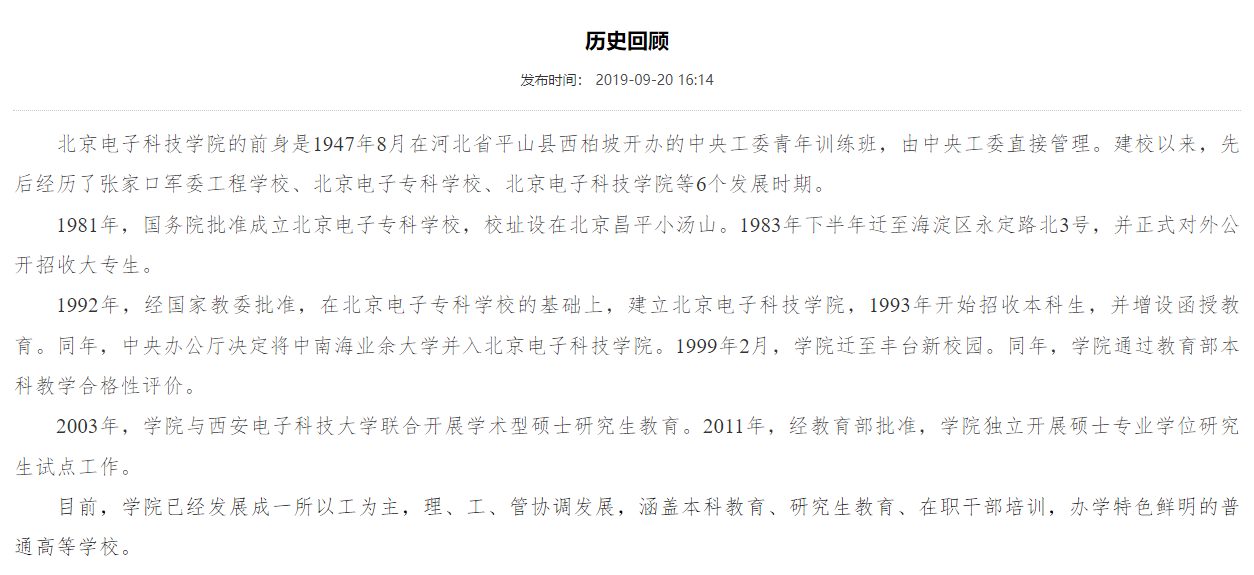 历史回顾
发布时间： 2019-09-20 16:14
北京电子科技学院的前身是1947年8月在河北省平山县西柏坡开办的中央工委青年训练班，由中央工委直接管理。建校以来，先
后经历了张家口军委工程学校、北京电子专科学校、北京电子科技学院等6个发展时期。
1981年，国务院批准成立北京电子专科学校，校址设在北京昌平小汤山。1983年下半年迁至海淀区永定路北3号，并正式对外公
开招收大专生。
1992年，经国家教委批准，在北京电子专科学校的基础上，建立北京电子科技学院，1993年开始招收本科生，并增设函授教
育。同年，中央办公厅决定将中南海业余大学并入北京电子科技学院。1999年2月，学院迁至丰台新校园。同年，学院通过教育部本
科教学合格性评价。
2003年，学院与西安电子科技大学联合开展学术型硕士研究生教育。2011年，经教育部批准，学院独立开展硕士专业学位研究
生试点工作。
目前，学院已经发展成一所以工为主，理、工、管协调发展，涵盖本科教育、研究生教育、在职干部培训，办学特色鲜明的普
通高等学校。